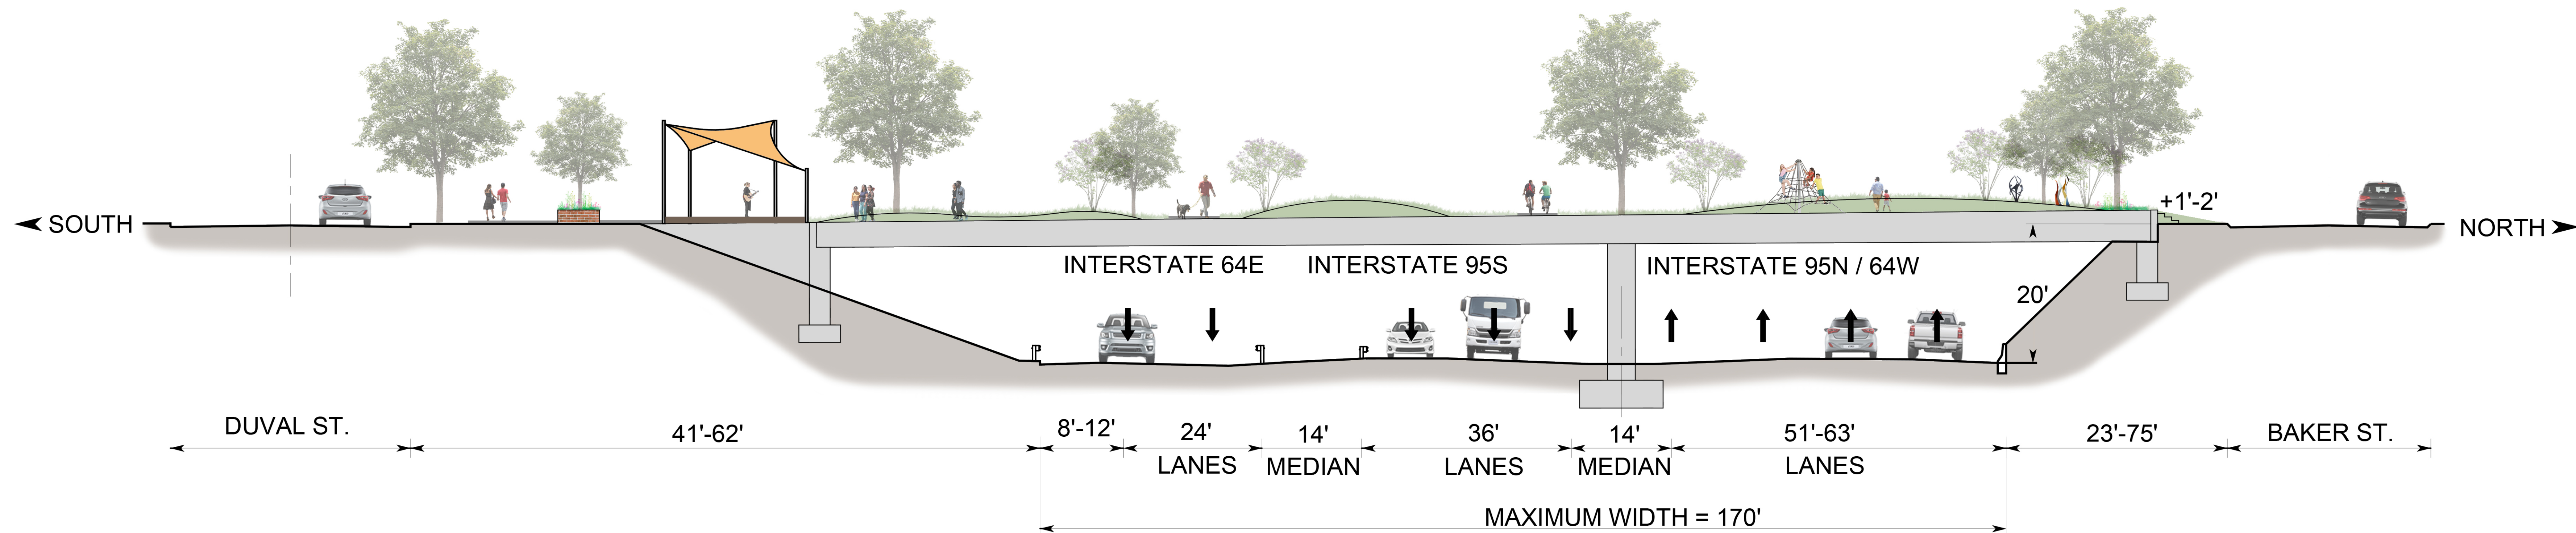 +1'-2'
SOUTH
NORTH
INTERSTATE 64E
INTERSTATE 95S
INTERSTATE 95N / 64W
20'
DUVAL ST.
41'-62'
8'-12'
24'
LANES
14'
MEDIAN
36'
LANES
14'
MEDIAN
51'-63'
LANES
23'-75'
BAKER ST.
MAXIMUM WIDTH = 170'